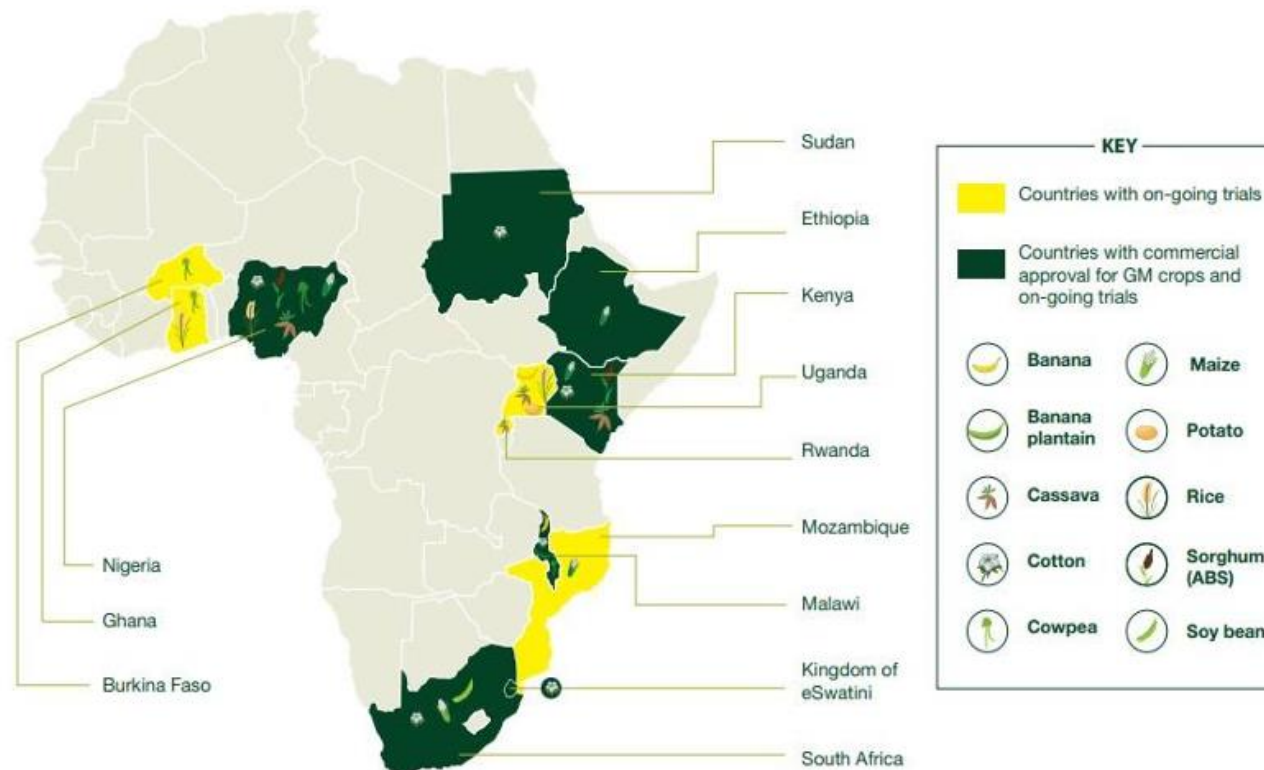 Sudan
Ethiopia
Kenya
Uganda
Rwanda
Mozambique
Malawi
Kingdom of
eSwatini
South Africa
Nigeria
Ghana
Burkina Faso
KEY
Countries with on-going trials
Countries with commercial
approval for GM crops and
on-going trials
Banana
Banana
plantain
Cassava
Cotton
Cowpea
Maize
Potato
Rice
Sorghum
(ABS)
Soy bean